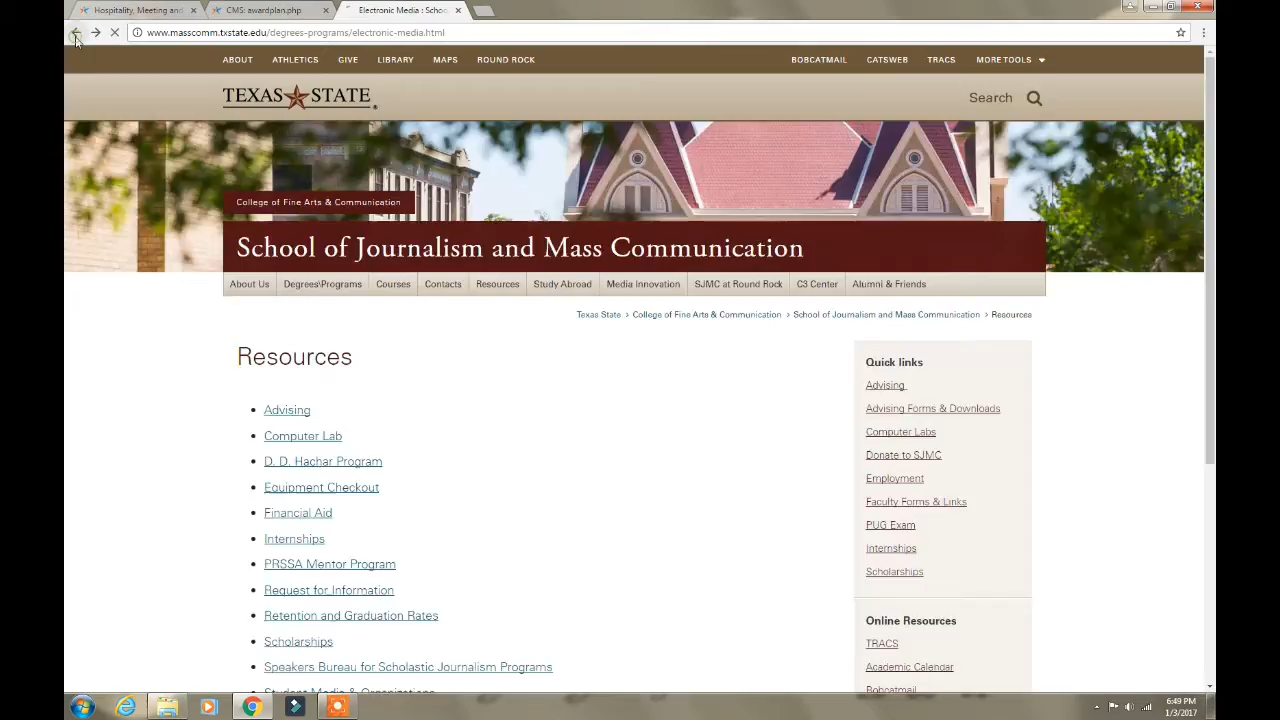 Hospitality, Meeting and
CMS: awardplan.php
Electronic Media : Schoo
www.masscomm.txstate.edu/degrees-programs/electronic-media.html
ABOUT ATHLETICS GIVE LIBRARY MAPS ROUND ROCK BOBCATMAIL CATSWEB TRACS MORE TOOLS
TEXAS STATE
Search
College of Fine Arts & Communication
School of Journalism and Mass Communication
About Us Degrees\Programs Courses Contacts Resources Study Abroad Media Innovation SJMC at Round Rock C3 Center Alumni & Friends
Texas State > College of Fine Arts & Communication > School of Journalism and Mass Communication > Resources
Resources
Advising
Computer Lab
D. D. Hachar Program
Equipment Checkout
Financial Aid
Internships
PRSSA Mentor Program
Request for Information
Retention and Graduation Rates
Scholarships
Speakers Bureau for Scholastic Journalism Programs
Student Media & Organizations
Quick links
Advising
Advising Forms & Downloads
Computer Labs
Donate to SJMC
Employment
Faculty Forms & Links
PUG Exam
Internships
Scholarships
Online Resources
TRACS
Academic Calendar
Bobcatmail
6:49 PM
1/3/2017